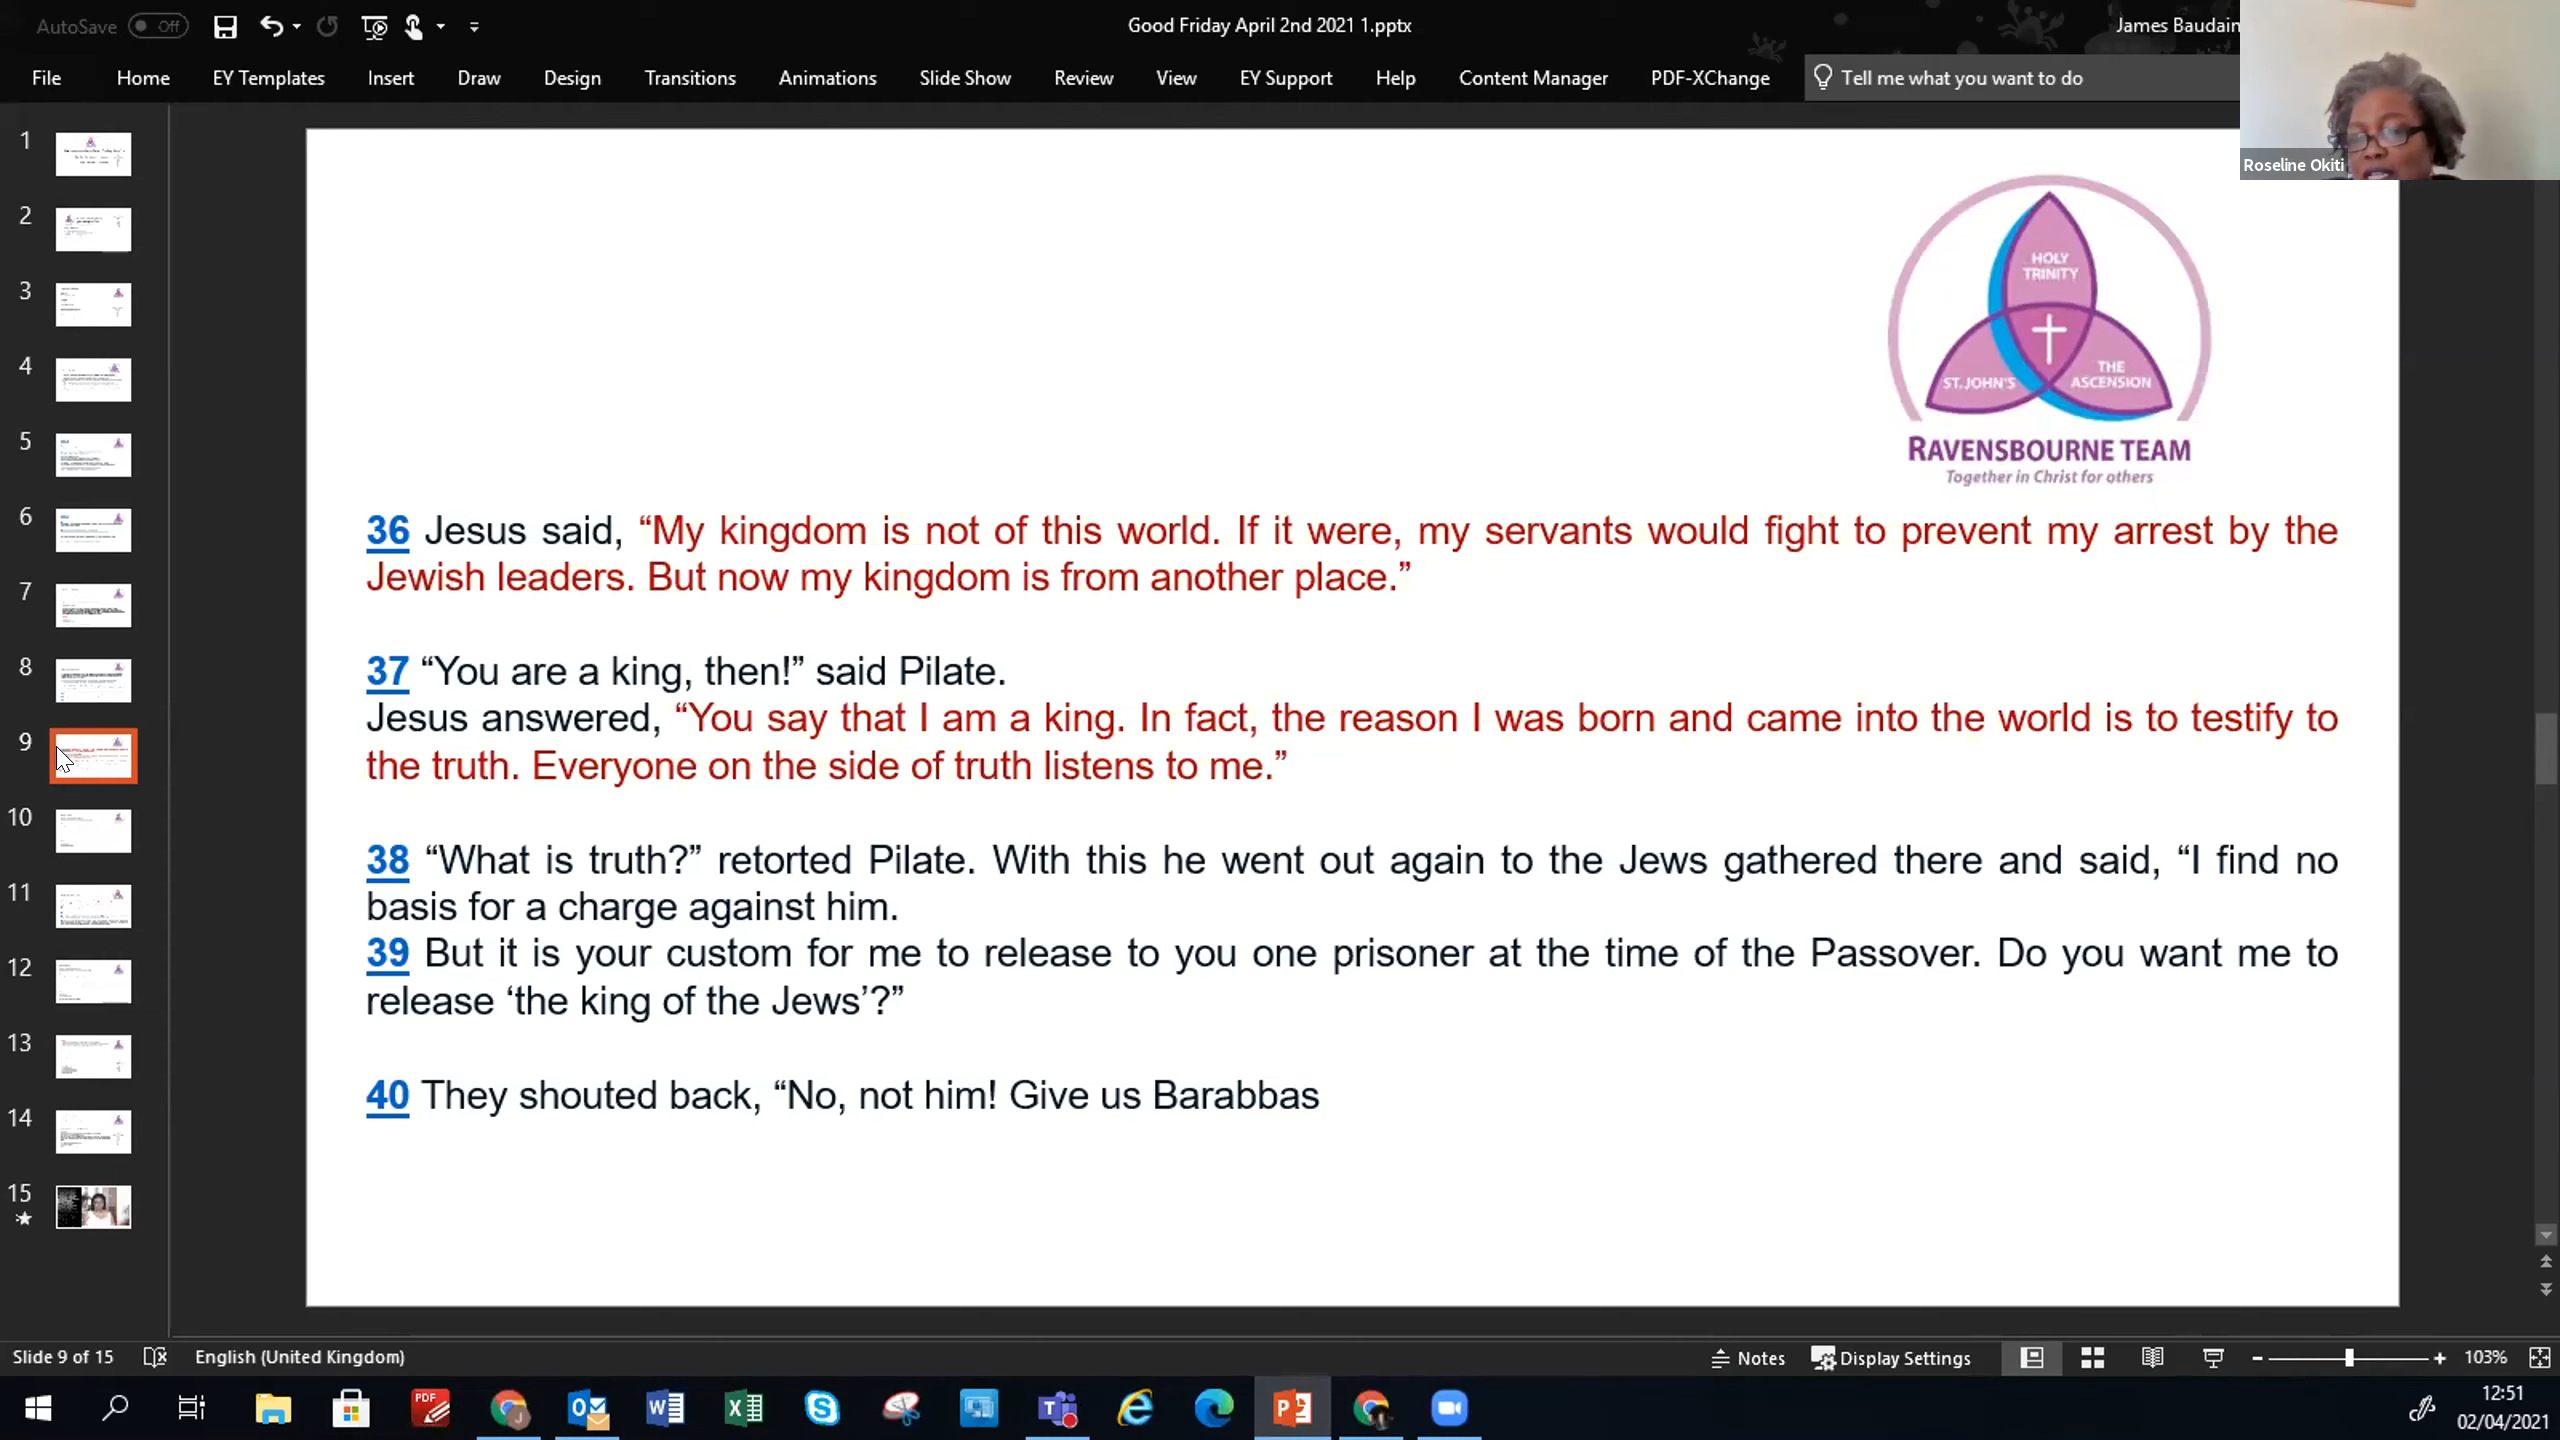 AutoSave Off
Good Friday April 2nd 2021 1.pptx
James Baudain
File Home EY Templates Insert Draw Design Transitions Animations Slide Show Review View EY Support Help Content Manager PDF-XChange Tell me what you want to do
Roseline Okiti
1
2
3
4
5
6
7
8
9
10
11
12
13
14
15
HOLY
TRINITY
ST. JOHN'S
THE
ASCENSION
RAVENSBOURNE TEAM
Together in Christ for others
36 Jesus said, “My kingdom is not of this world. If it were, my servants would fight to prevent my arrest by the
Jewish leaders. But now my kingdom is from another place.”
37 “You are a king, then!” said Pilate.
Jesus answered, “You say that I am a king. In fact, the reason I was born and came into the world is to testify to
the truth. Everyone on the side of truth listens to me.”
38 “What is truth?” retorted Pilate. With this he went out again to the Jews gathered there and said, “I find no
basis for a charge against him.
39 But it is your custom for me to release to you one prisoner at the time of the Passover. Do you want me to
release ‘the king of the Jews’?”
40 They shouted back, “No, not him! Give us Barabbas
Slide 9 of 15 English (United Kingdom) Notes Display Settings 103%
PDF
12:51
02/04/2021